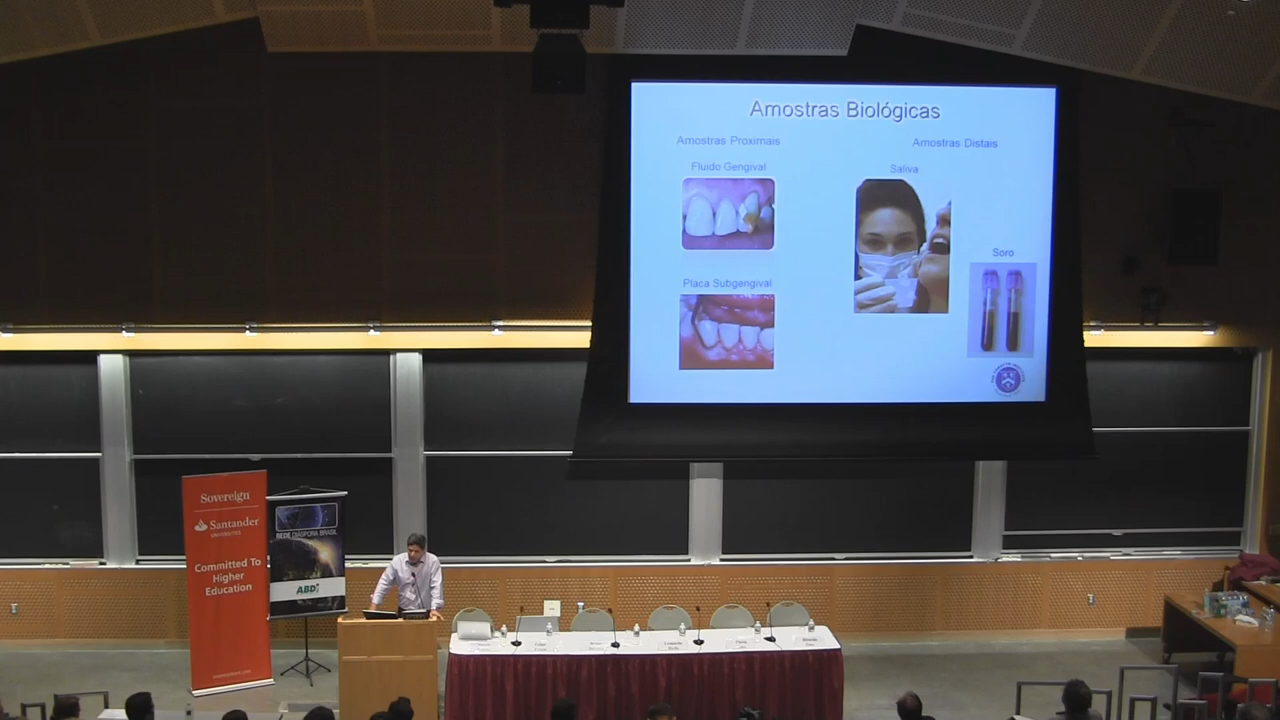 Amostras Biológicas
Amostras Proximais
Amostras Distais
Fluido Gengival
Saliva
Placa Subgengival
Soro
Sovereign
Santander
UNIVERSITIES
Committed To
Higher
Education
REDE DIÁSPORA BRASIL
ABDI